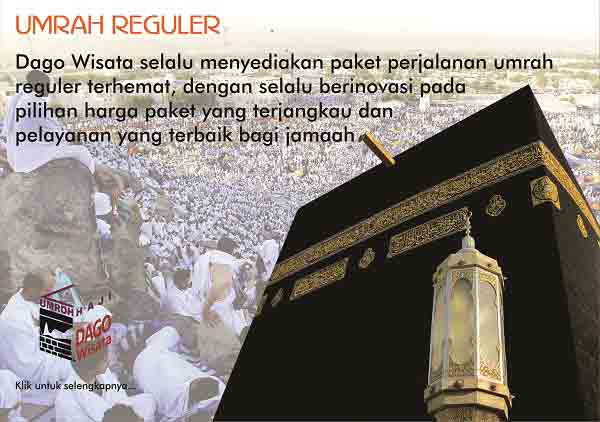 UMRAH REGULER
Dago Wisata selalu menyediakan paket perjalanan umrah
reguler terhemat, dengan selalu berinovasi pada
pilihan harga paket yang terjangkau dan
pelayanan yang terbaik bagi jamaah
UMROH HAJI
DAGO
Wisata
Klik untuk selengkapnya...